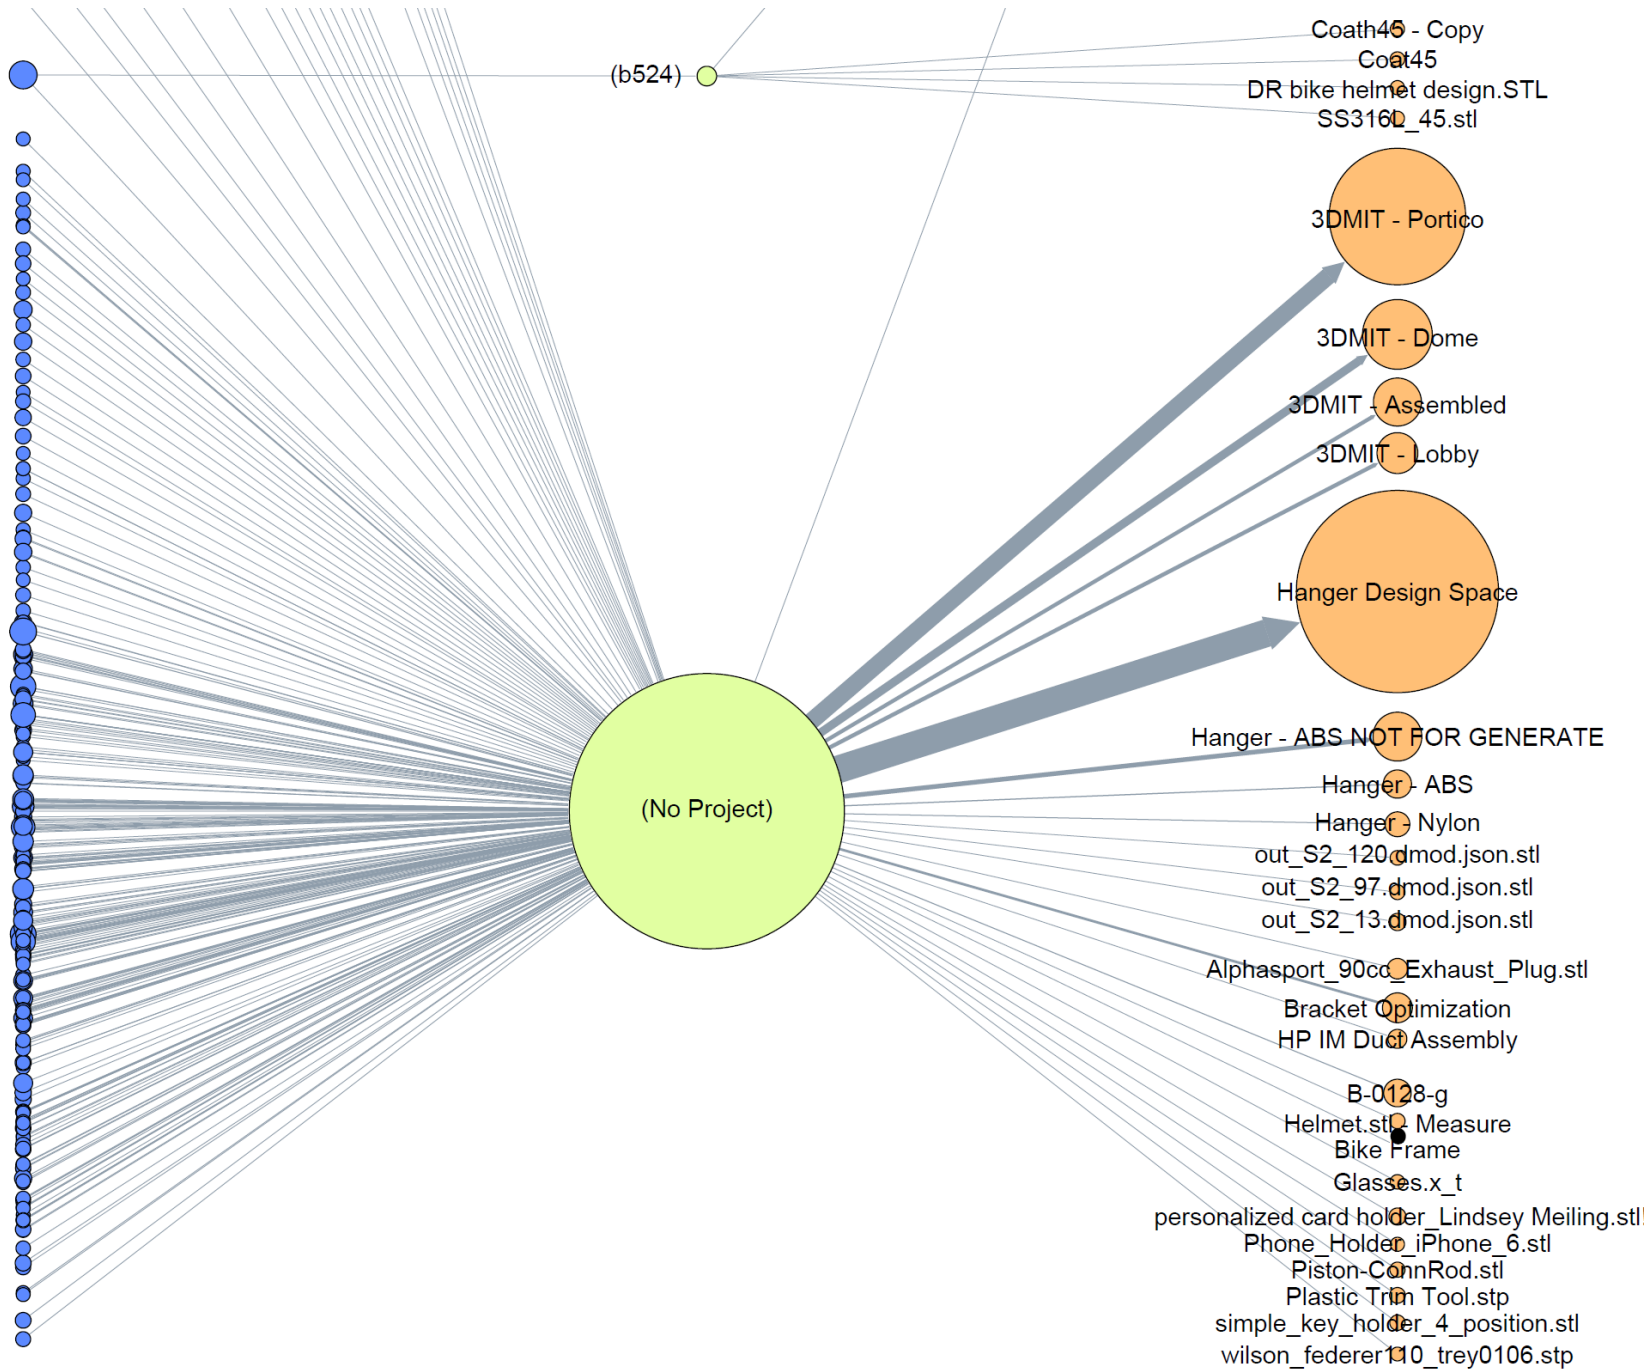 Coath45 - Copy
Coat45
(b524)
DR bike helmet design.STL
SS316L_45.stl
3DMIT - Portico
3DMIT - Dome
3DMIT - Assembled
3DMIT - Lobby
Hanger Design Space
Hanger - ABS NOT FOR GENERATE
Hanger - ABS
(No Project)
Hanger - Nylon
out_S2_120.dmod.json.stl
out_S2_97.dmod.json.stl
out_S2_13.dmod.json.stl
Alphasport_90cc_Exhaust_Plug.stl
Bracket Optimization
HP IM Duct Assembly
B-0128-g
Helmet.stl - Measure
Bike Frame
Glasses.x_t
personalized card holder_Lindsey Meiling.stl
Phone_Holder_iPhone_6.stl
Piston-ConnRod.stl
Plastic Trim Tool.stp
simple_key_holder_4_position.stl
wilson_federer110_trey0106.stp